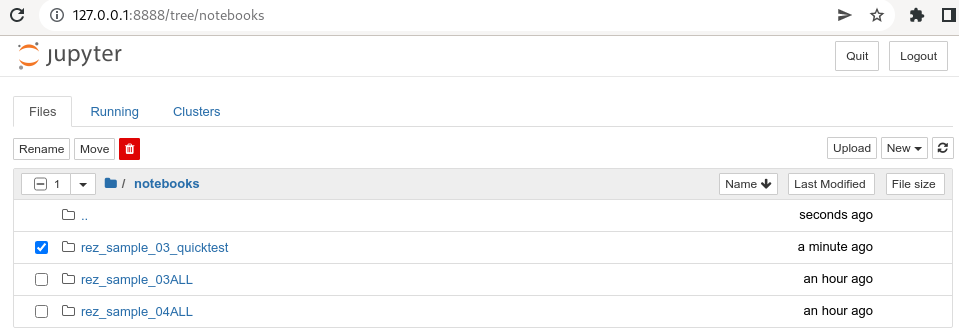 127.0.0.1:8888/tree/notebooks
jupyter
Quit Logout
Files Running Clusters
Rename Move Upload New
1 / notebooks Name Last Modified File size
.. seconds ago
rez_sample_03_quicktest a minute ago
rez_sample_03ALL an hour ago
rez_sample_04ALL an hour ago